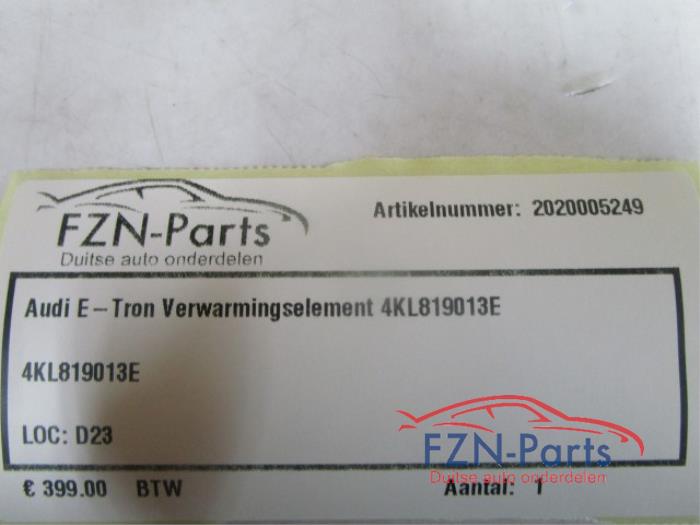 FZN-Parts
Duitse auto onderdelen
Artikelnummer: 2020005249
Audi E-Tron Verwarmingselement 4KL819013E
4KL819013E
LOC: D23
FZN-Parts
Duitse auto onderdelen
€ 399.00 BTW
Aantal: 1